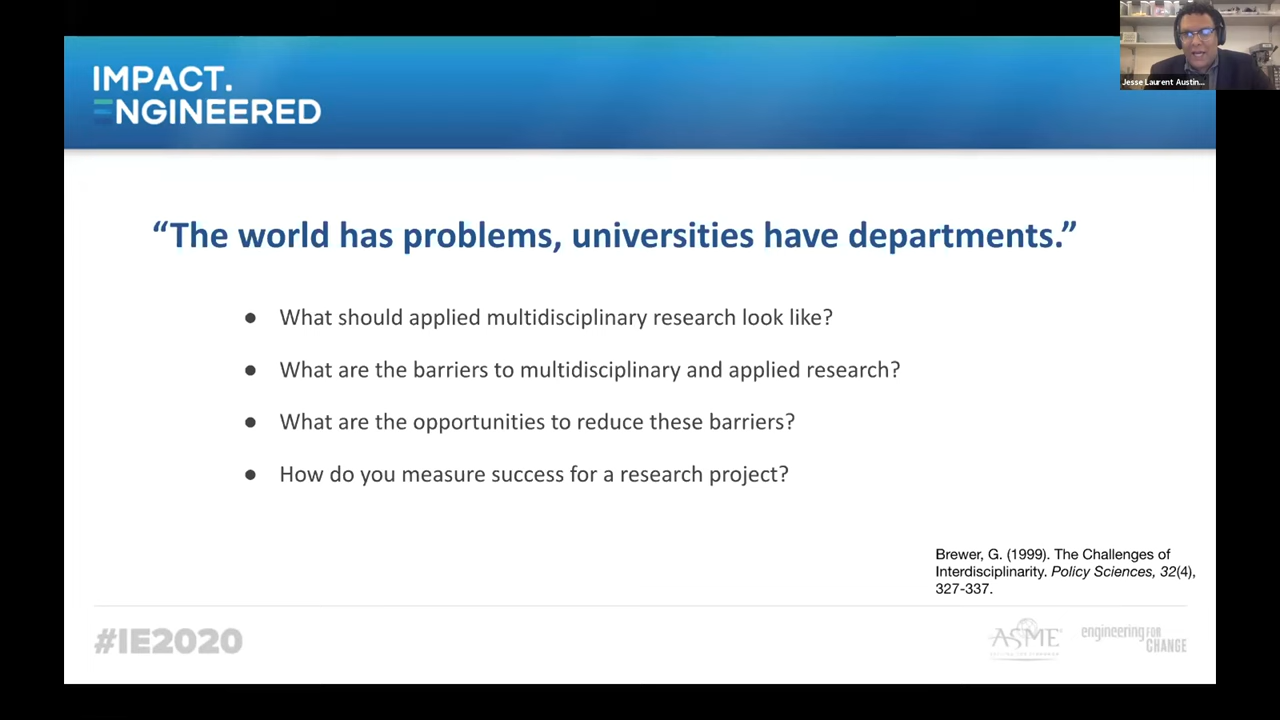 Jesse Laurent Austin...
IMPACT.
ENGINEERED
“The world has problems, universities have departments.”
● What should applied multidisciplinary research look like?
● What are the barriers to multidisciplinary and applied research?
● What are the opportunities to reduce these barriers?
● How do you measure success for a research project?
Brewer, G. (1999). The Challenges of
Interdisciplinarity. Policy Sciences, 32(4),
327-337.
#IE2020
ASME
engineering FOR
CHANGE